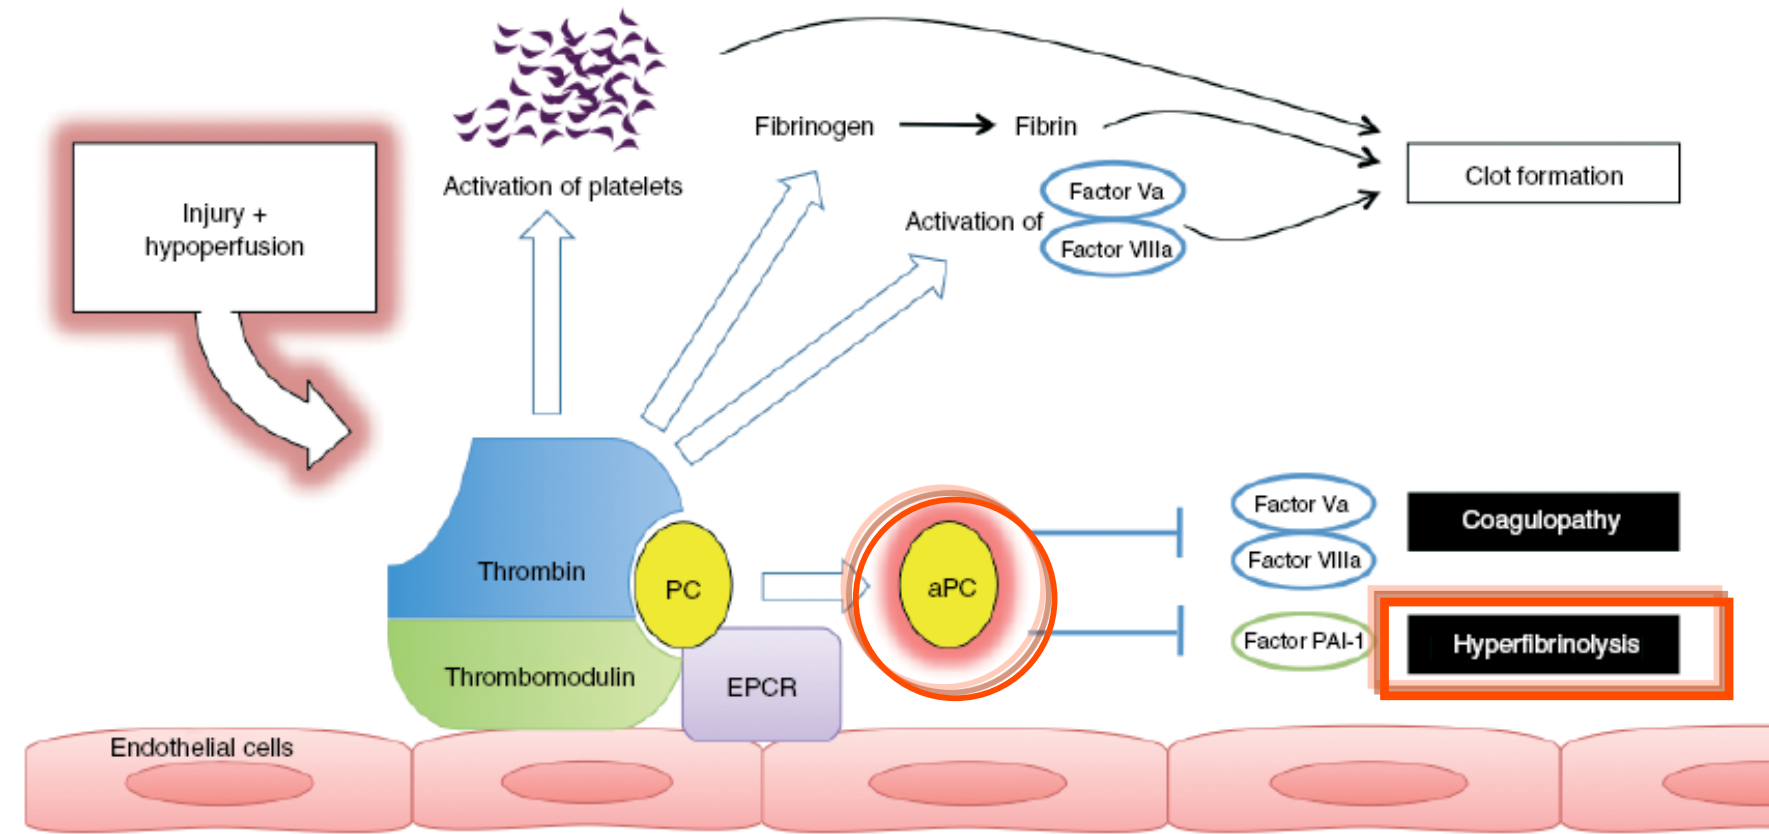 Injury +
hypoperfusion
Activation of platelets
Fibrinogen
Fibrin
Activation of
Factor Va
Factor VIIIa
Clot formation
Thrombin
Thrombomodulin
PC
EPCR
aPC
Factor Va
Factor VIIIa
Factor PAI-1
Coagulopathy
Hyperfibrinolysis
Endothelial cells